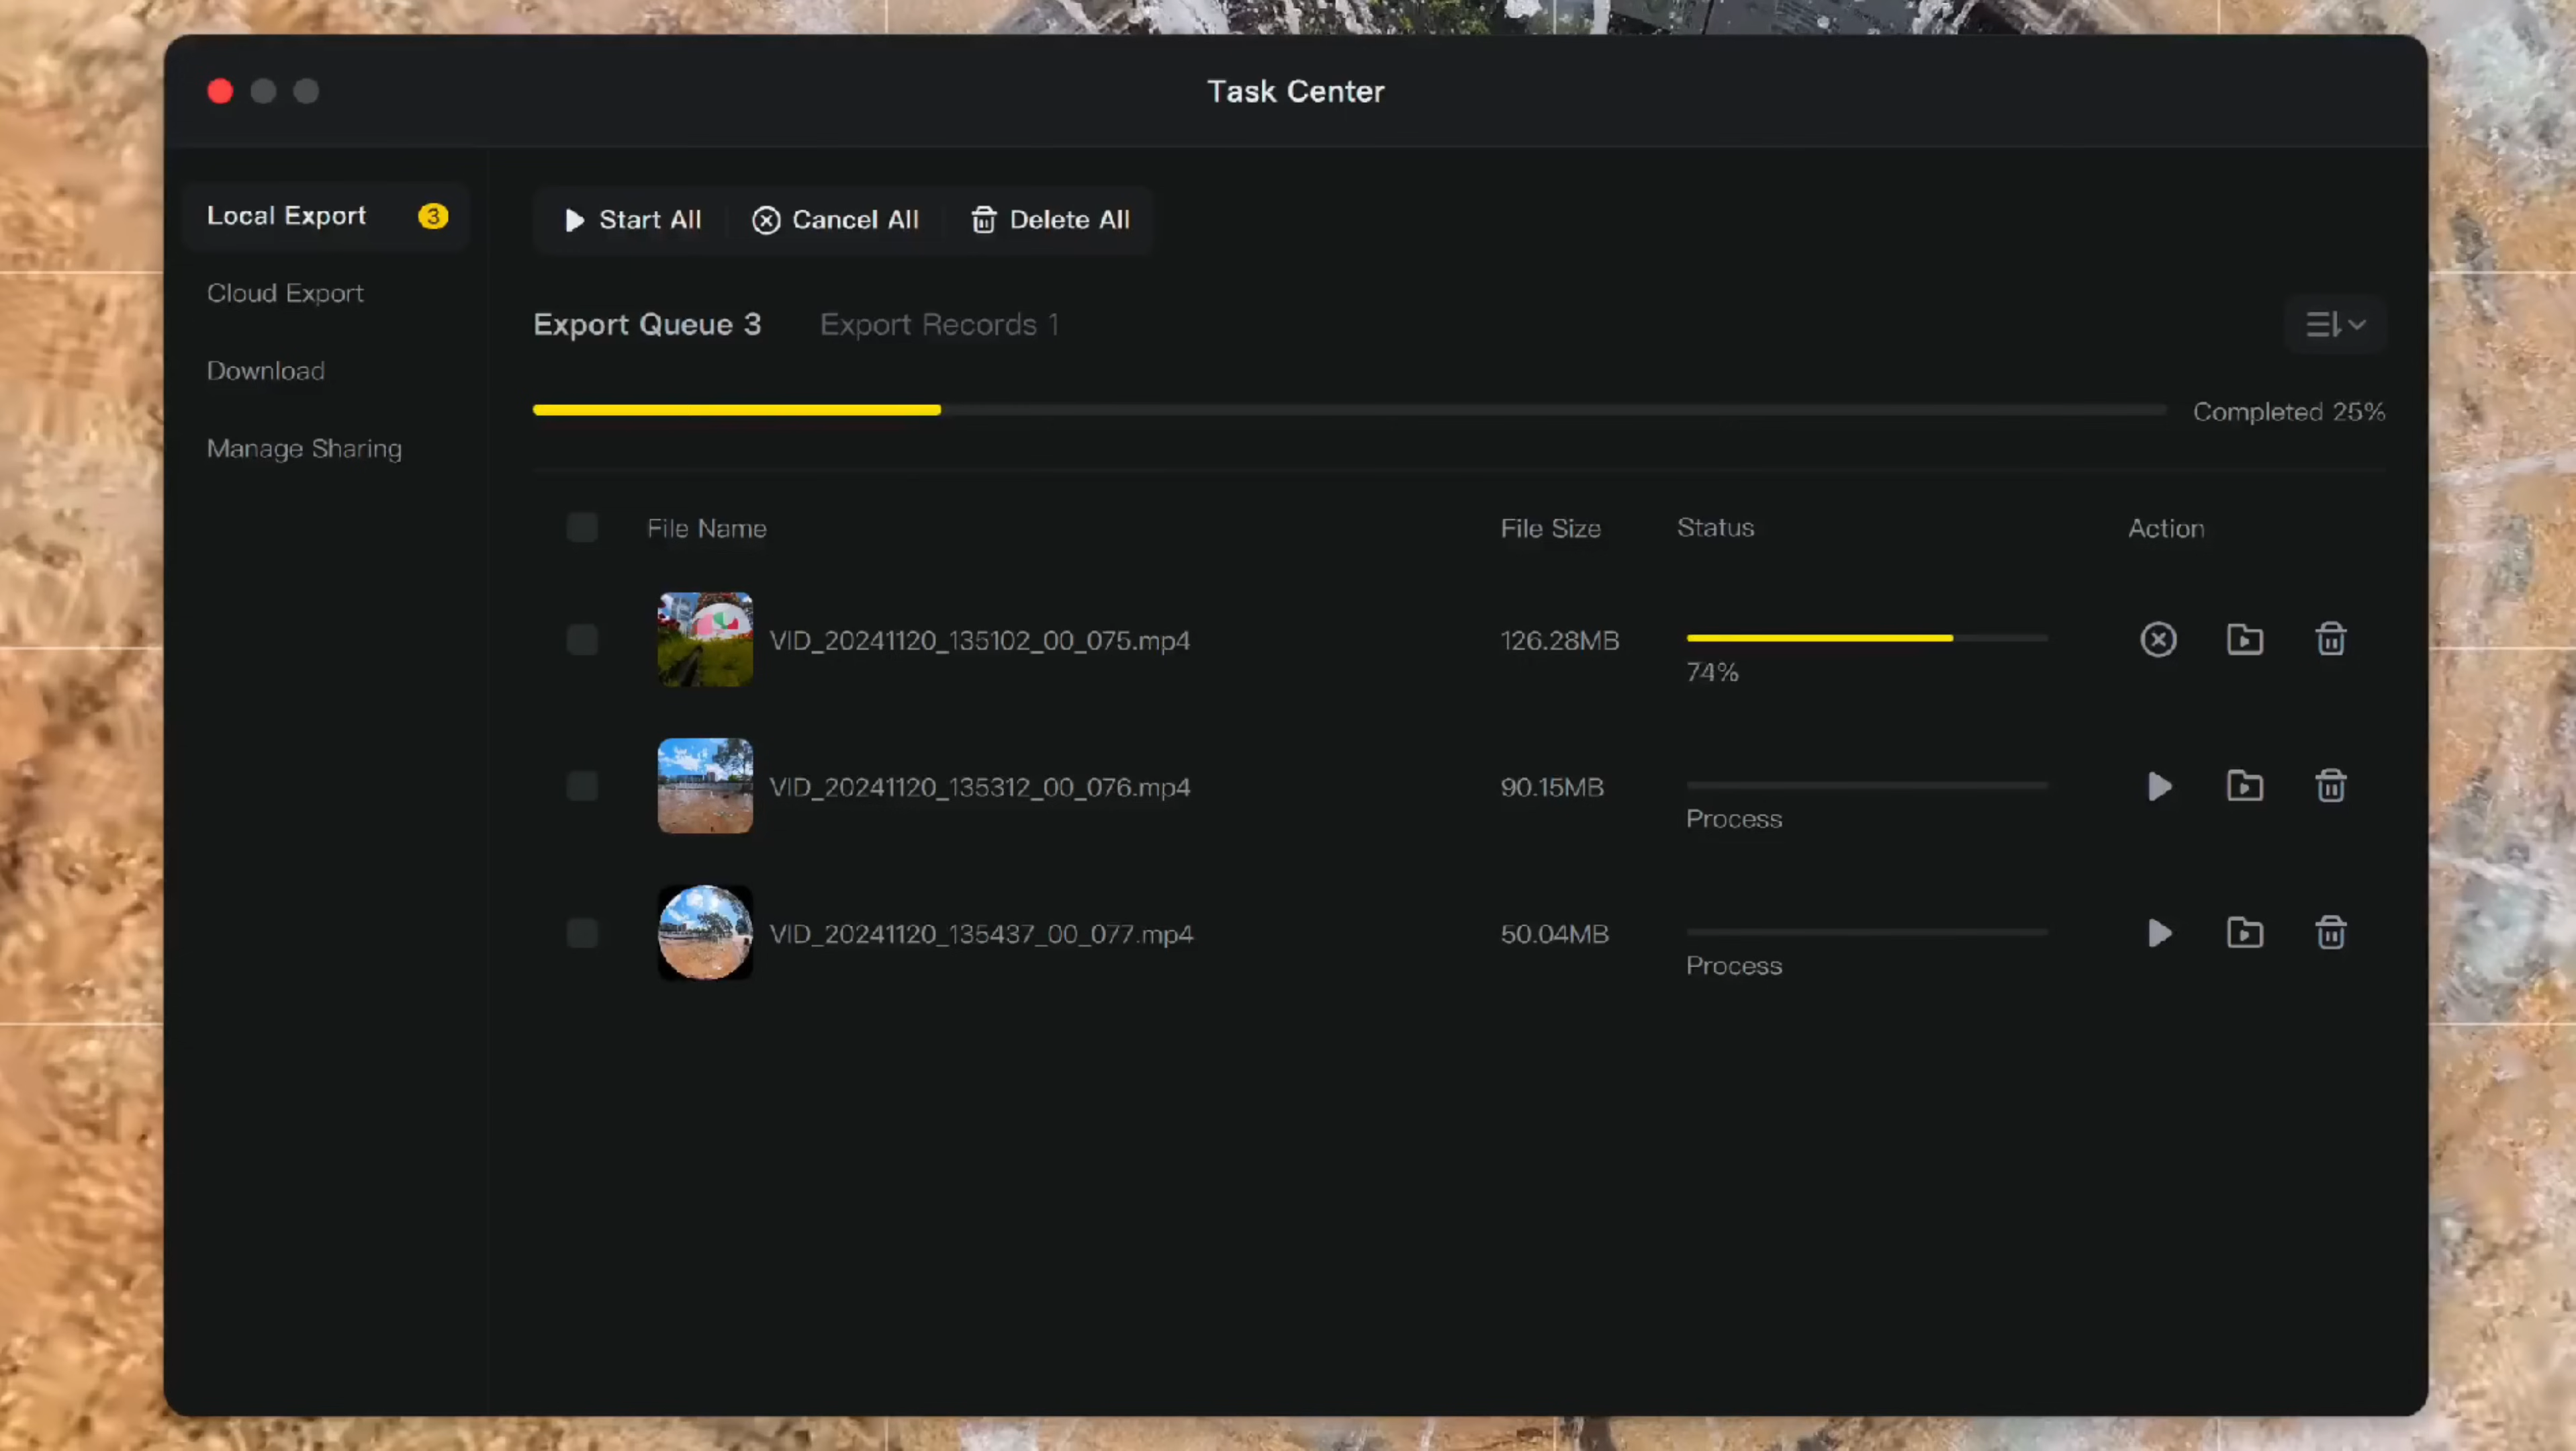 Task Center
Local Export 3
Cloud Export
Download
Manage Sharing
Start All Cancel All Delete All
Export Queue 3 Export Records 1
Completed 25%
File Name File Size Status Action
VID_20241120_135102_00_075.mp4 126.28MB 74%
VID_20241120_135312_00_076.mp4 90.15MB Process
VID_20241120_135437_00_077.mp4 50.04MB Process